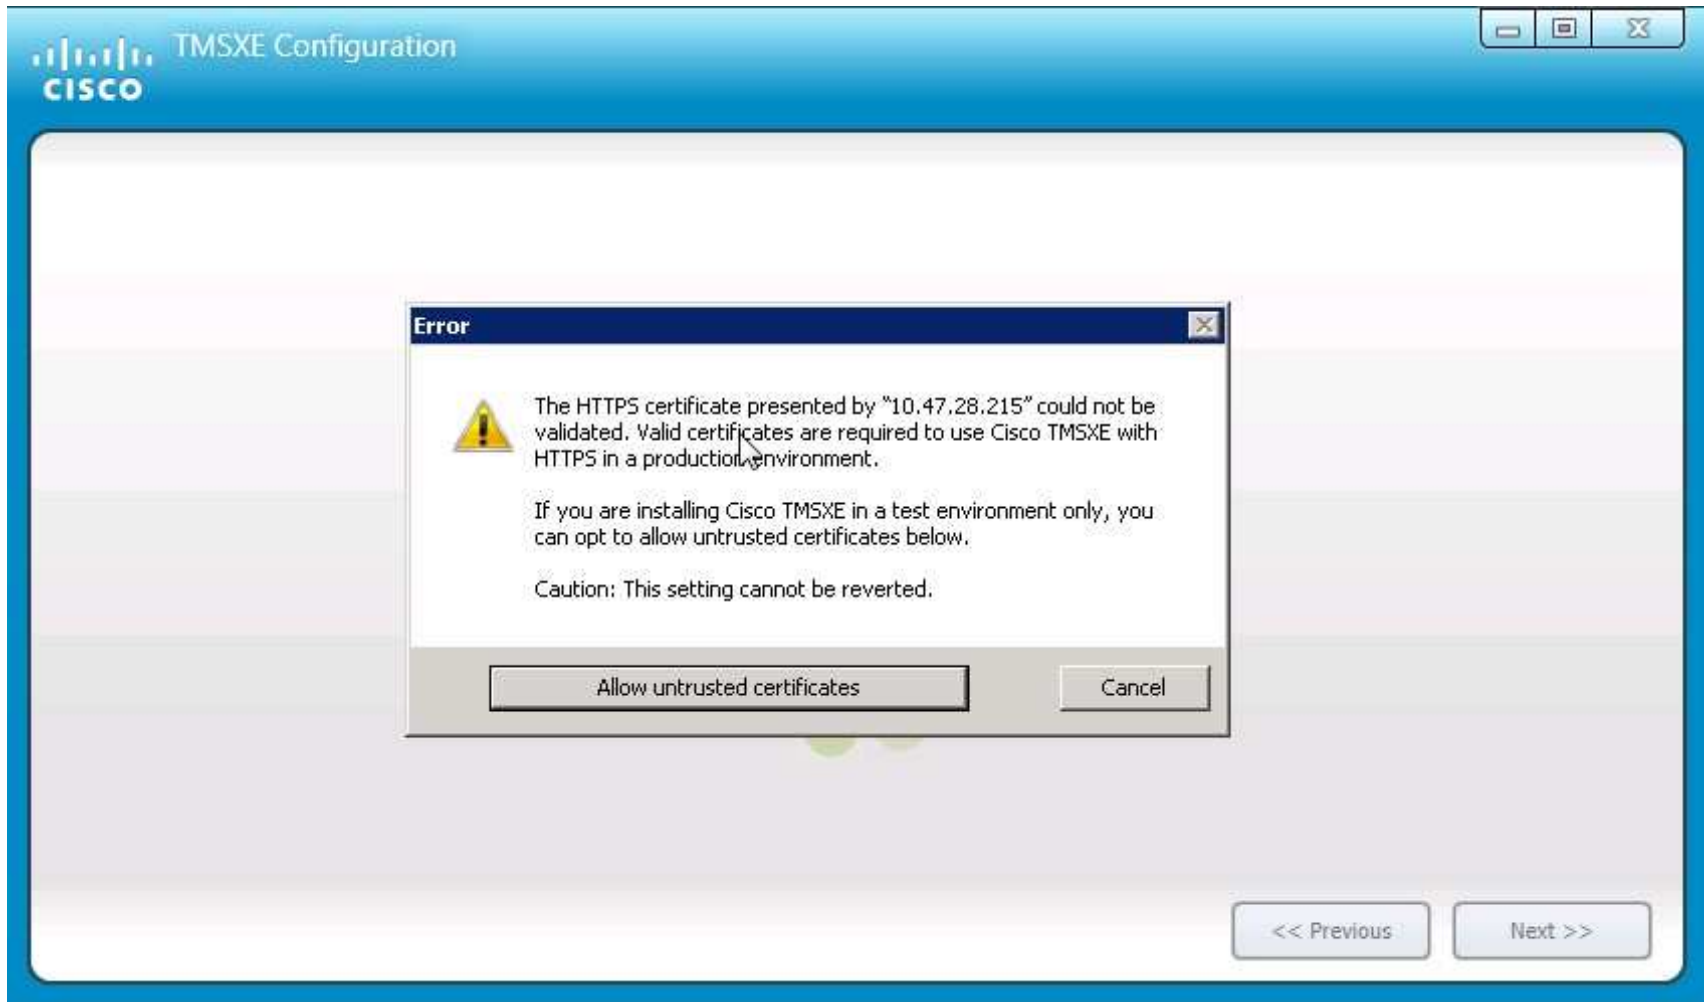 TMSXE Configuration
CISCO
Error
The HTTPS certificate presented by “10.47.28.215” could not be
validated. Valid certificates are required to use Cisco TMSXE with
HTTPS in a production environment.
If you are installing Cisco TMSXE in a test environment only, you
can opt to allow untrusted certificates below.
Caution: This setting cannot be reverted.
Allow untrusted certificates
Cancel
<< Previous
Next >>